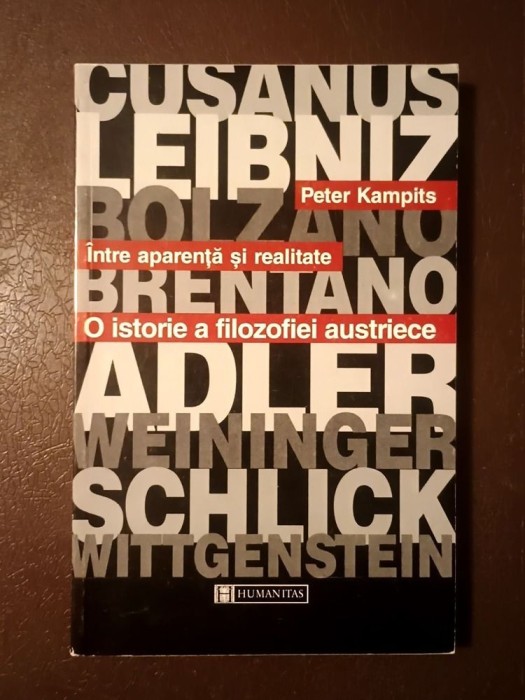 CUSANUS
LEIBNIZ
Peter Kampits
BOLZANO
Între aparență și realitate
BRENTANO
O istorie a filozofiei austriece
ADLER
WEININGER
SCHLICK
WITTGENSTEIN
H HUMANITAS